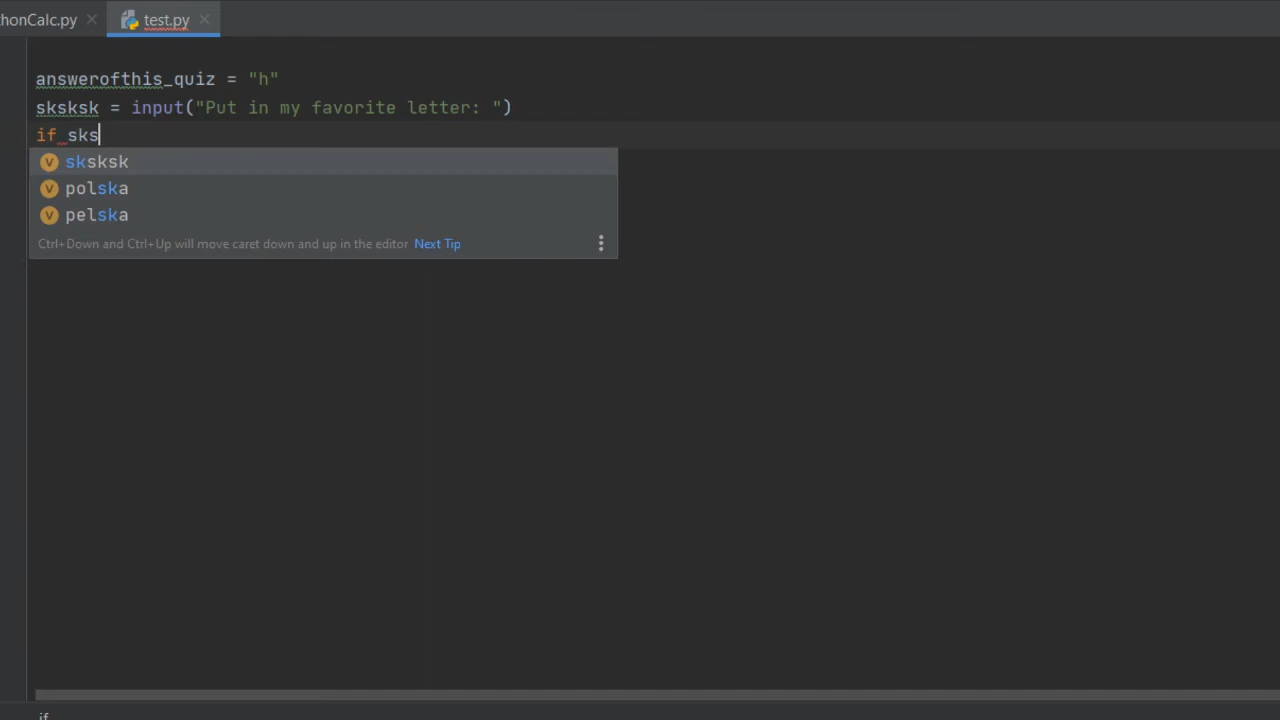 thonCalc.py test.py
answerofthis_quiz = "h"
sksksk = input("Put in my favorite letter: ")
if sks
sksksk
polska
pelska
Ctrl+Down and Ctrl+Up will move caret down and up in the editor Next Tip
if